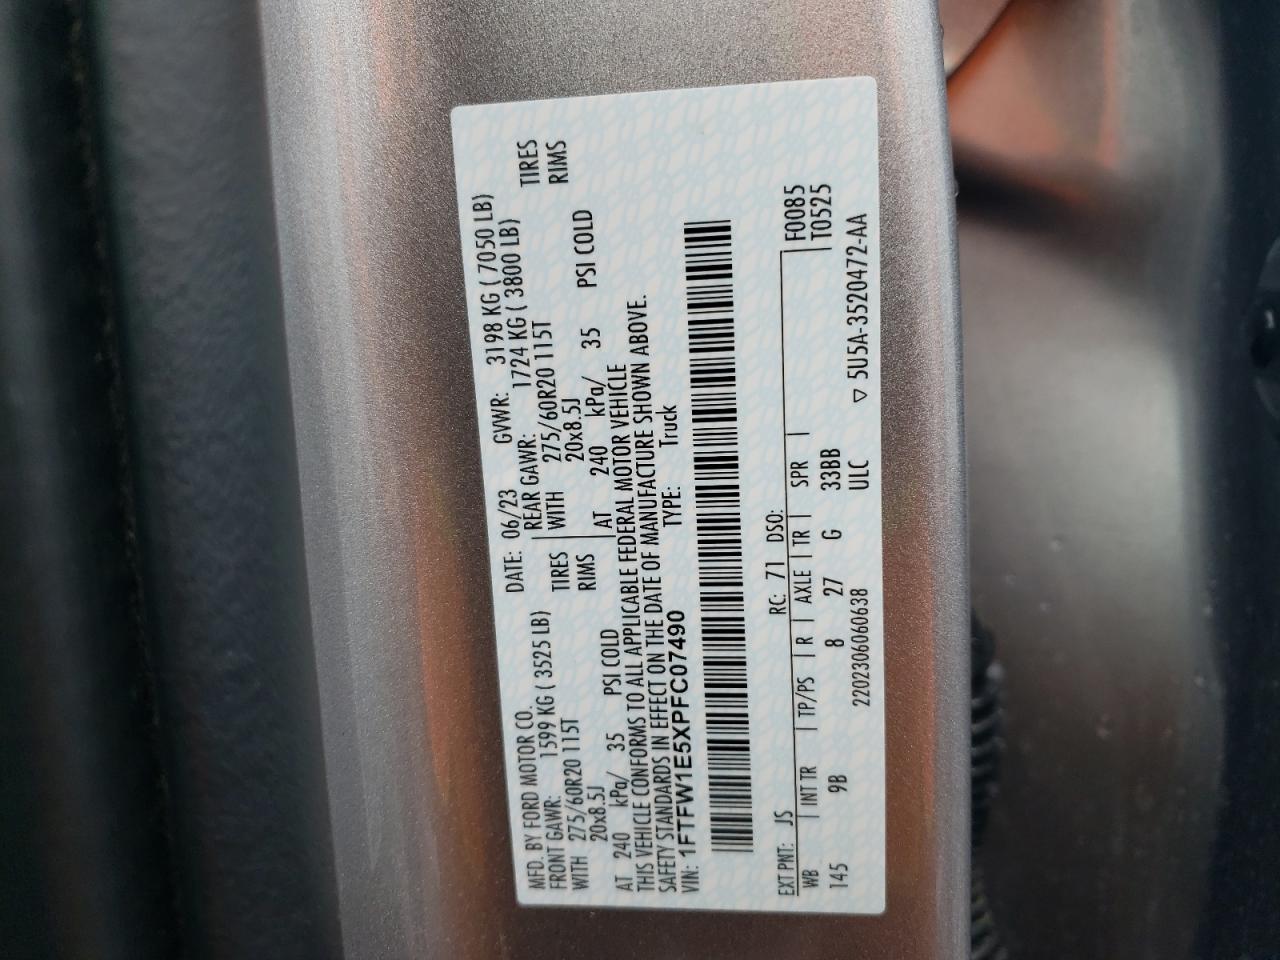 MFD. BY FORD MOTOR CO.
DATE: 06/23 GVWR: 3198 KG ( 7050 LB)
FRONT GAWR: 1599 KG ( 3525 LB) REAR GAWR: 1724 KG ( 3800 LB)
WITH 275/60R20 115T TIRES WITH 275/60R20 115T TIRES
20x8.5J RIMS 20x8.5J RIMS
AT 240 kPa/ 35 PSI COLD AT 240 kPa/ 35 PSI COLD
THIS VEHICLE CONFORMS TO ALL APPLICABLE FEDERAL MOTOR VEHICLE
SAFETY STANDARDS IN EFFECT ON THE DATE OF MANUFACTURE SHOWN ABOVE.
VIN: 1FTFW1E5XPFC07490 TYPE: Truck
EXT PNT: JS RC: 71 DSO: F0085
WB | INT TR | TP/PS | R | AXLE | TR | SPR | T0525
145 9B 8 27 G 33BB
2202306060638 ULC ▽ 5U5A-3520472-AA